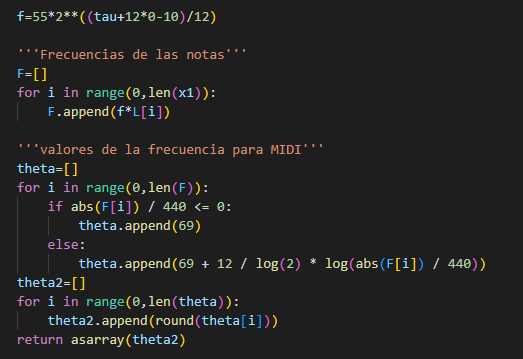 f=55*2**((tau+12*0-10)/12)
'''Frecuencias de las notas'''
F=[]
for i in range(0,len(x1)):
    F.append(f*L[i])
'''valores de la frecuencia para MIDI'''
theta=[]
for i in range(0,len(F)):
    if abs(F[i]) / 440 <= 0:
        theta.append(69)
    else:
        theta.append(69 + 12 / log(2) * log(abs(F[i]) / 440))
theta2=[]
for i in range(0,len(theta)):
    theta2.append(round(theta[i]))
return asarray(theta2)